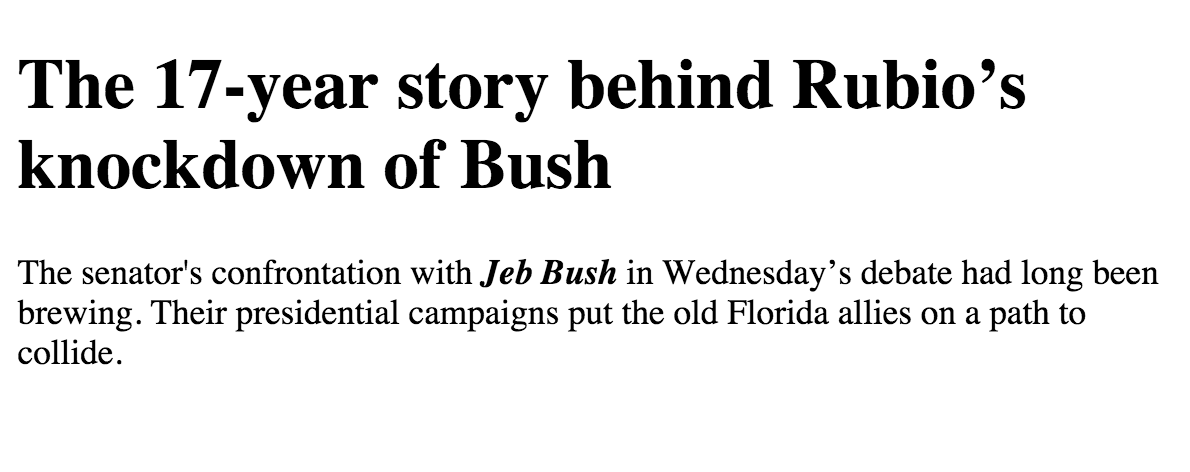 The 17-year story behind Rubio’s
knockdown of Bush
The senator's confrontation with Jeb Bush in Wednesday’s debate had long been
brewing. Their presidential campaigns put the old Florida allies on a path to
collide.